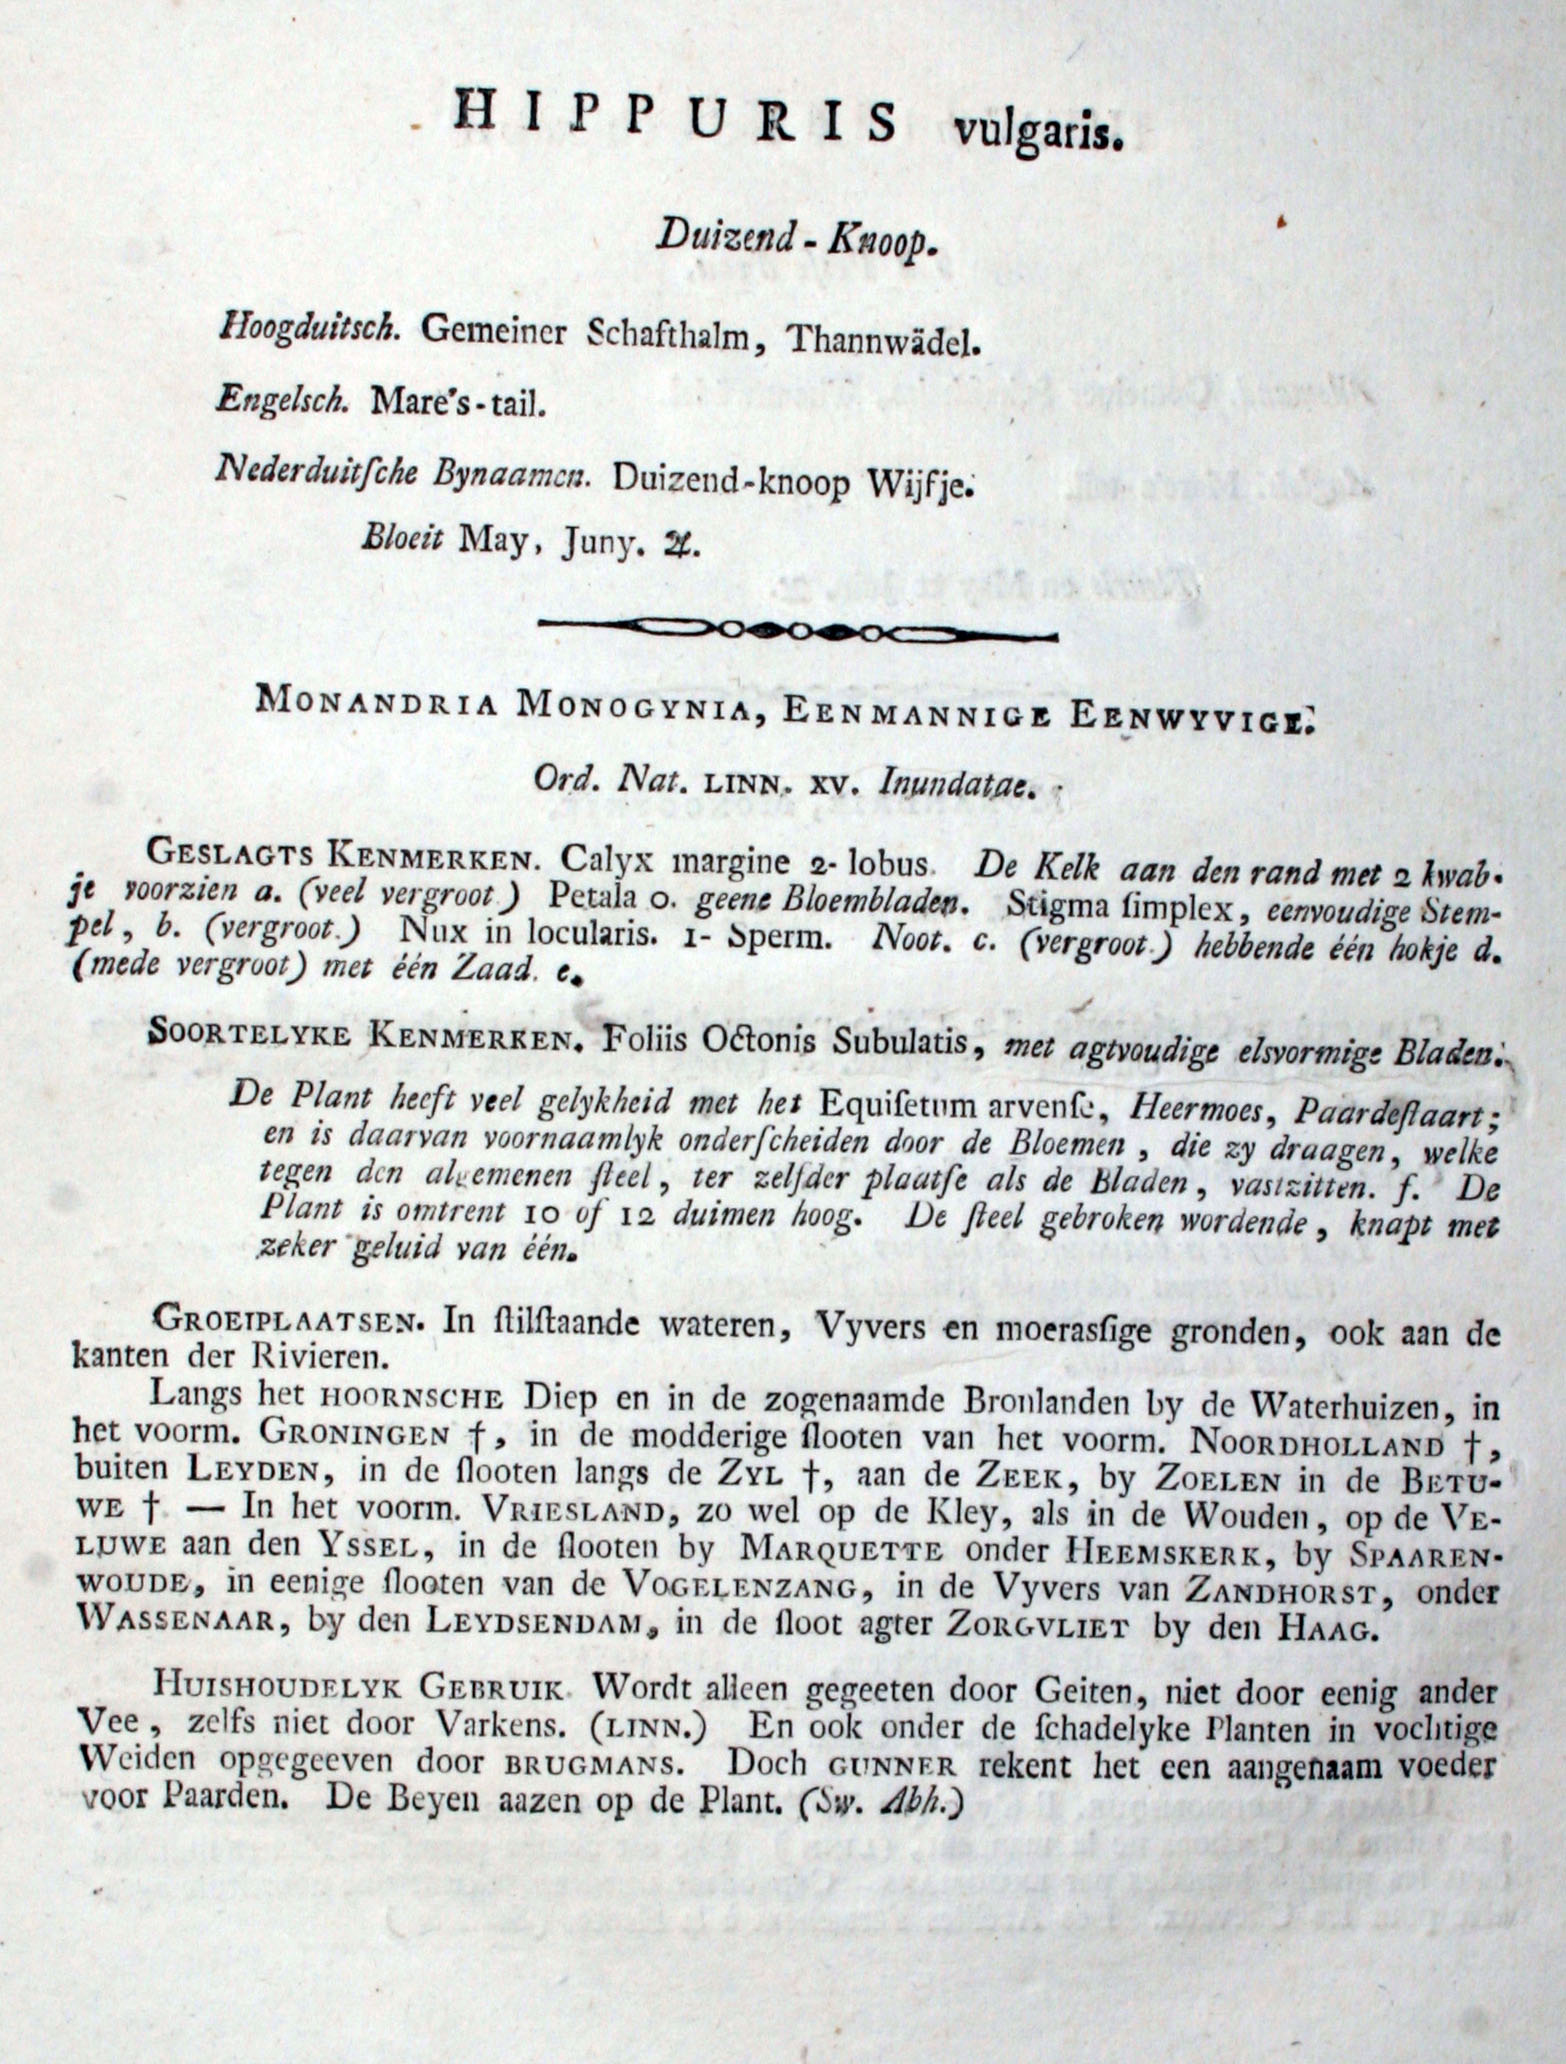 HIPPURIS vulgaris.
Duizend-Knoop.
Hoogduitsch. Gemeiner Schafthalm, Thannwädel.
Engelsch. Mare's-tail.
Nederduitſche Bynaamen. Duizend-knoop Wijfje.
Bloeit May, Juny. ♃.
MONANDRIA MONOGYNIA, EENMANNIGE EENWYVIGE.
Ord. Nat. LINN. XV. Inundatae.
GESLAGTS KENMERKEN. Calyx margine 2-lobus. De Kelk aan den rand met 2 kwab-
je voorzien a. (veel vergroot.) Petala 0. geene Bloembladen. Stigma ſimplex, eenvoudige Stem-
pel, b. (vergroot.) Nux in locularis. 1- Sperm. Noot. c. (vergroot.) hebbende één hokje d.
(mede vergroot) met één Zaad. e.
SOORTELYKE KENMERKEN. Foliis Octonis Subulatis, met agtvoudige elsvormige Bladen.
De Plant heeft veel gelykheid met het Equiſetum arvenſe, Heermoes, Paardeſtaart;
en is daarvan voornaamlyk onderſcheiden door de Bloemen, die zy draagen, welke
tegen den algemenen ſteel, ter zelfder plaatſe als de Bladen, vastzitten. f. De
Plant is omtrent 10 of 12 duimen hoog. De ſteel gebroken wordende, knapt met
zeker geluid van één.
GROEIPLAATSEN. In ſtilſtaande wateren, Vyvers en moerasſige gronden, ook aan de
kanten der Rivieren.
Langs het HOORNSCHE Diep en in de zogenaamde Bronlanden by de Waterhuizen, in
het voorm. GRONINGEN †, in de modderige ſlooten van het voorm. NOORDHOLLAND †,
buiten LEYDEN, in de ſlooten langs de ZYL †, aan de ZEEK, by ZOELEN in de BETU-
WE †. — In het voorm. VRIESLAND, zo wel op de Kley, als in de Wouden, op de VE-
LUWE aan den YSSEL, in de ſlooten by MARQUETTE onder HEEMSKERK, by SPAAREN-
WOUDE, in eenige ſlooten van de VOGELENZANG, in de Vyvers van ZANDHORST, onder
WASSENAAR, by den LEYDSENDAM, in de ſloot agter ZORGVLIET by den HAAG.
HUISHOUDELYK GEBRUIK. Wordt alleen gegeeten door Geiten, niet door eenig ander
Vee, zelfs niet door Varkens. (LINN.) En ook onder de ſchadelyke Planten in vochtige
Weiden opgegeeven door BRUGMANS. Doch GUNNER rekent het een aangenaam voeder
voor Paarden. De Beyen aazen op de Plant. (Sw. Abh.)